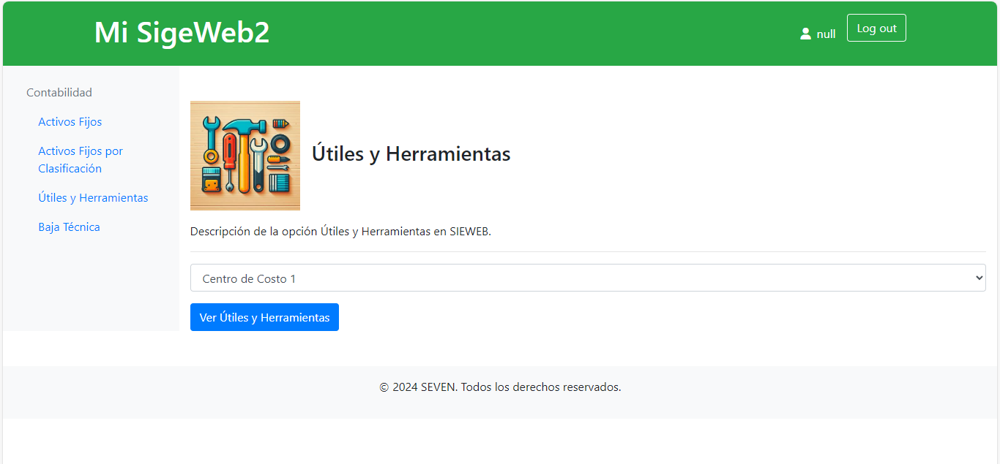 Mi SigeWeb2
null
Log out
Contabilidad
Activos Fijos
Activos Fijos por
Clasificación
Útiles y Herramientas
Baja Técnica
Útiles y Herramientas
Descripción de la opción Útiles y Herramientas en SIEWEB.
Centro de Costo 1
Ver Útiles y Herramientas
© 2024 SEVEN. Todos los derechos reservados.